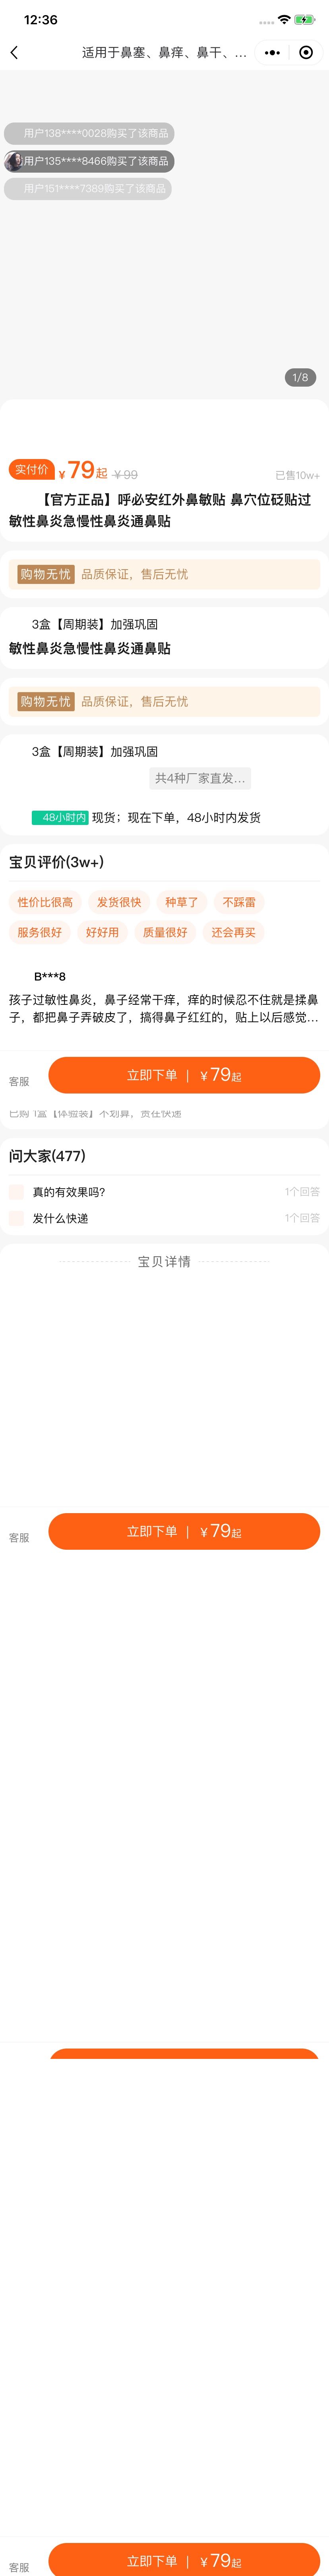 12:36
适用于鼻塞、鼻痒、鼻干、...
用户138****0028购买了该商品
用户135****8466购买了该商品
用户151****7389购买了该商品
1/8
实付价 ¥79起 ¥99 已售10w+
【官方正品】呼必安红外鼻敏贴 鼻穴位砭贴过
敏性鼻炎急慢性鼻炎通鼻贴
购物无忧 品质保证，售后无忧
3盒【周期装】加强巩固
敏性鼻炎急慢性鼻炎通鼻贴
购物无忧 品质保证，售后无忧
3盒【周期装】加强巩固
共4种厂家直发...
48小时内 现货；现在下单，48小时内发货
宝贝评价(3w+)
性价比很高 发货很快 种草了 不踩雷
服务很好 好好用 质量很好 还会再买
B***8
孩子过敏性鼻炎，鼻子经常干痒，痒的时候忍不住就是揉鼻
子，都把鼻子弄破皮了，搞得鼻子红红的，贴上以后感觉...
客服 立即下单 | ¥79起
已购 1盒【体验装】不划算，贵在快递
问大家(477)
真的有效果吗? 1个回答
发什么快递 1个回答
宝贝详情
客服 立即下单 | ¥79起
客服 立即下单 | ¥79起